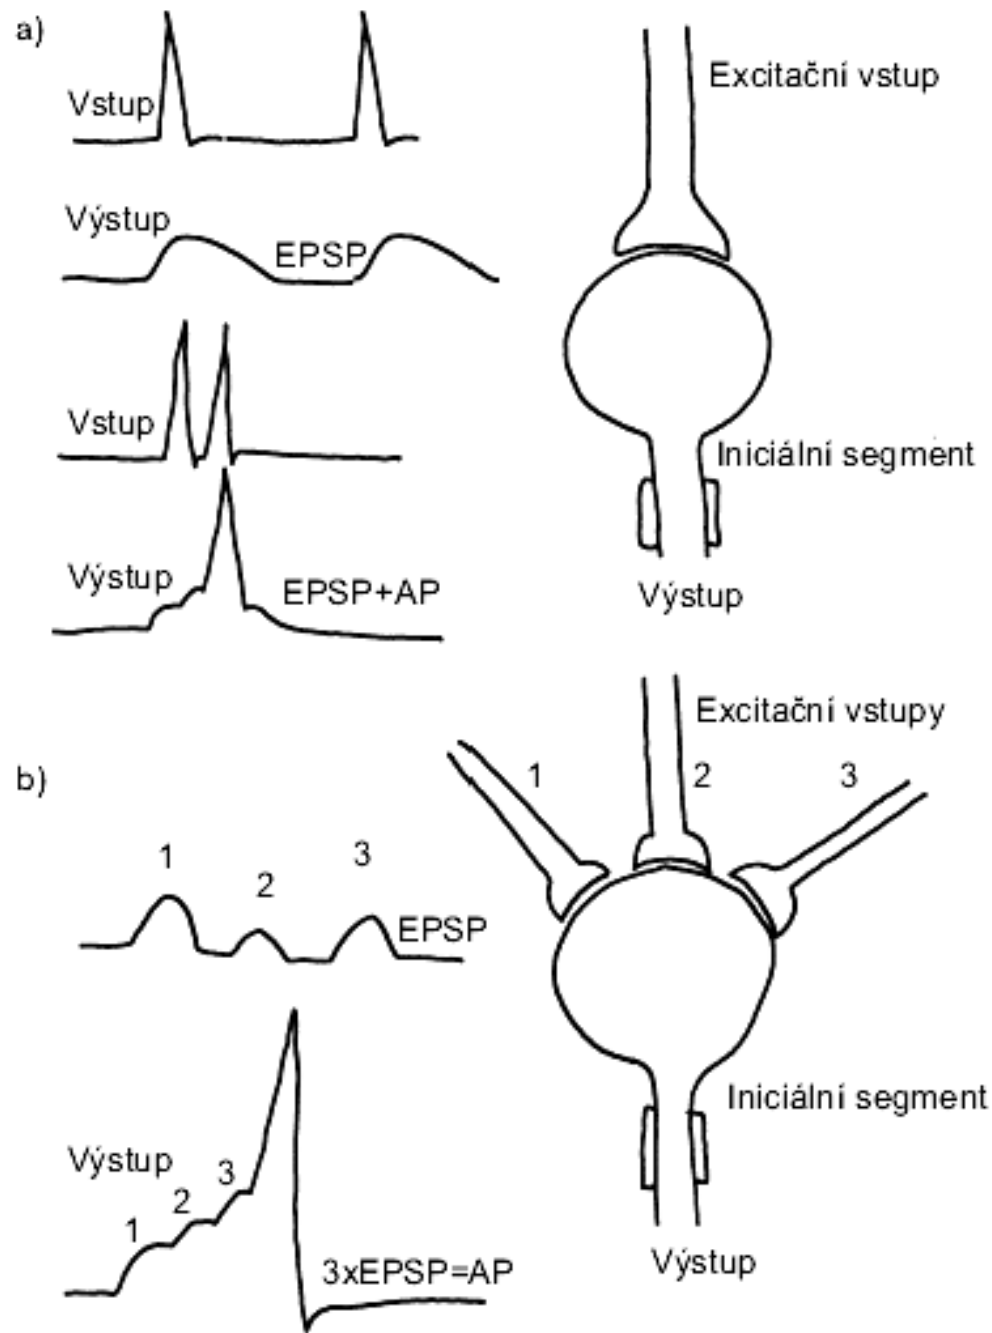 a)
Vstup
Excitační vstup
Výstup
EPSP
Vstup
Iniciální segment
Výstup
EPSP+AP
Výstup
b)
Excitační vstupy
1
2
3
1
2
3
EPSP
Výstup
1
2
3
3xEPSP=AP
Iniciální segment
Výstup